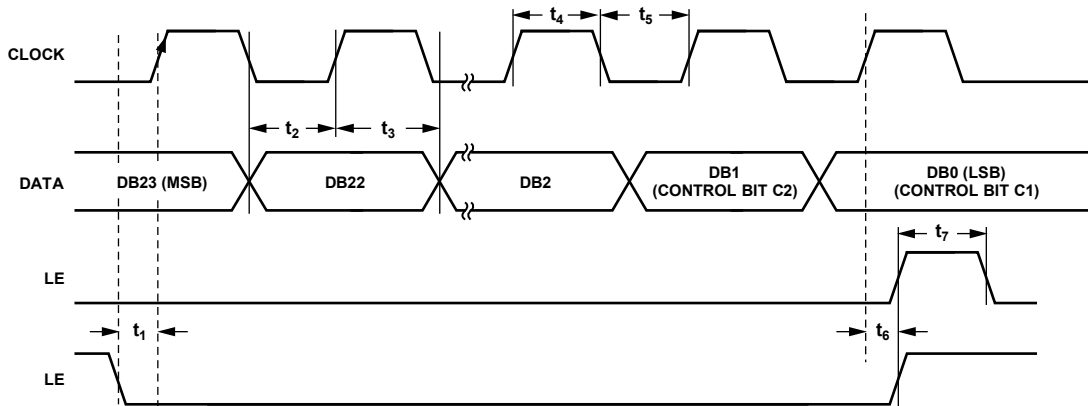 t4
t5
CLOCK
t2
t3
DATA
DB23 (MSB)
DB22
DB2
DB1
(CONTROL BIT C2)
DB0 (LSB)
(CONTROL BIT C1)
t7
LE
t1
t6
LE